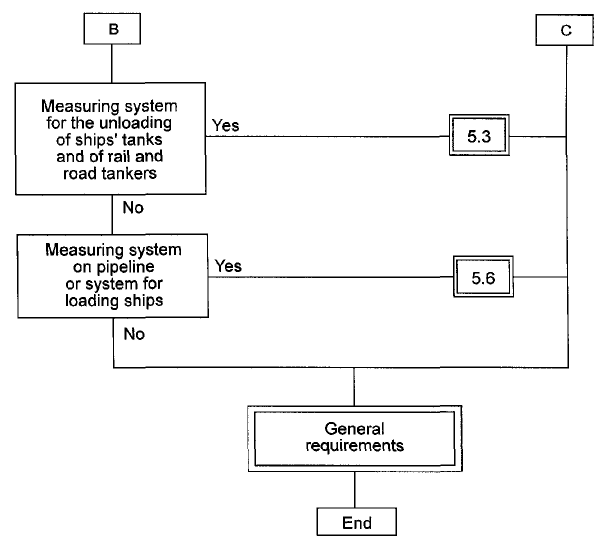 B
C
Measuring system
for the unloading
of ships' tanks
and of rail and
road tankers
Yes
5.3
No
Measuring system
on pipeline
or system for
loading ships
Yes
5.6
No
General
requirements
End